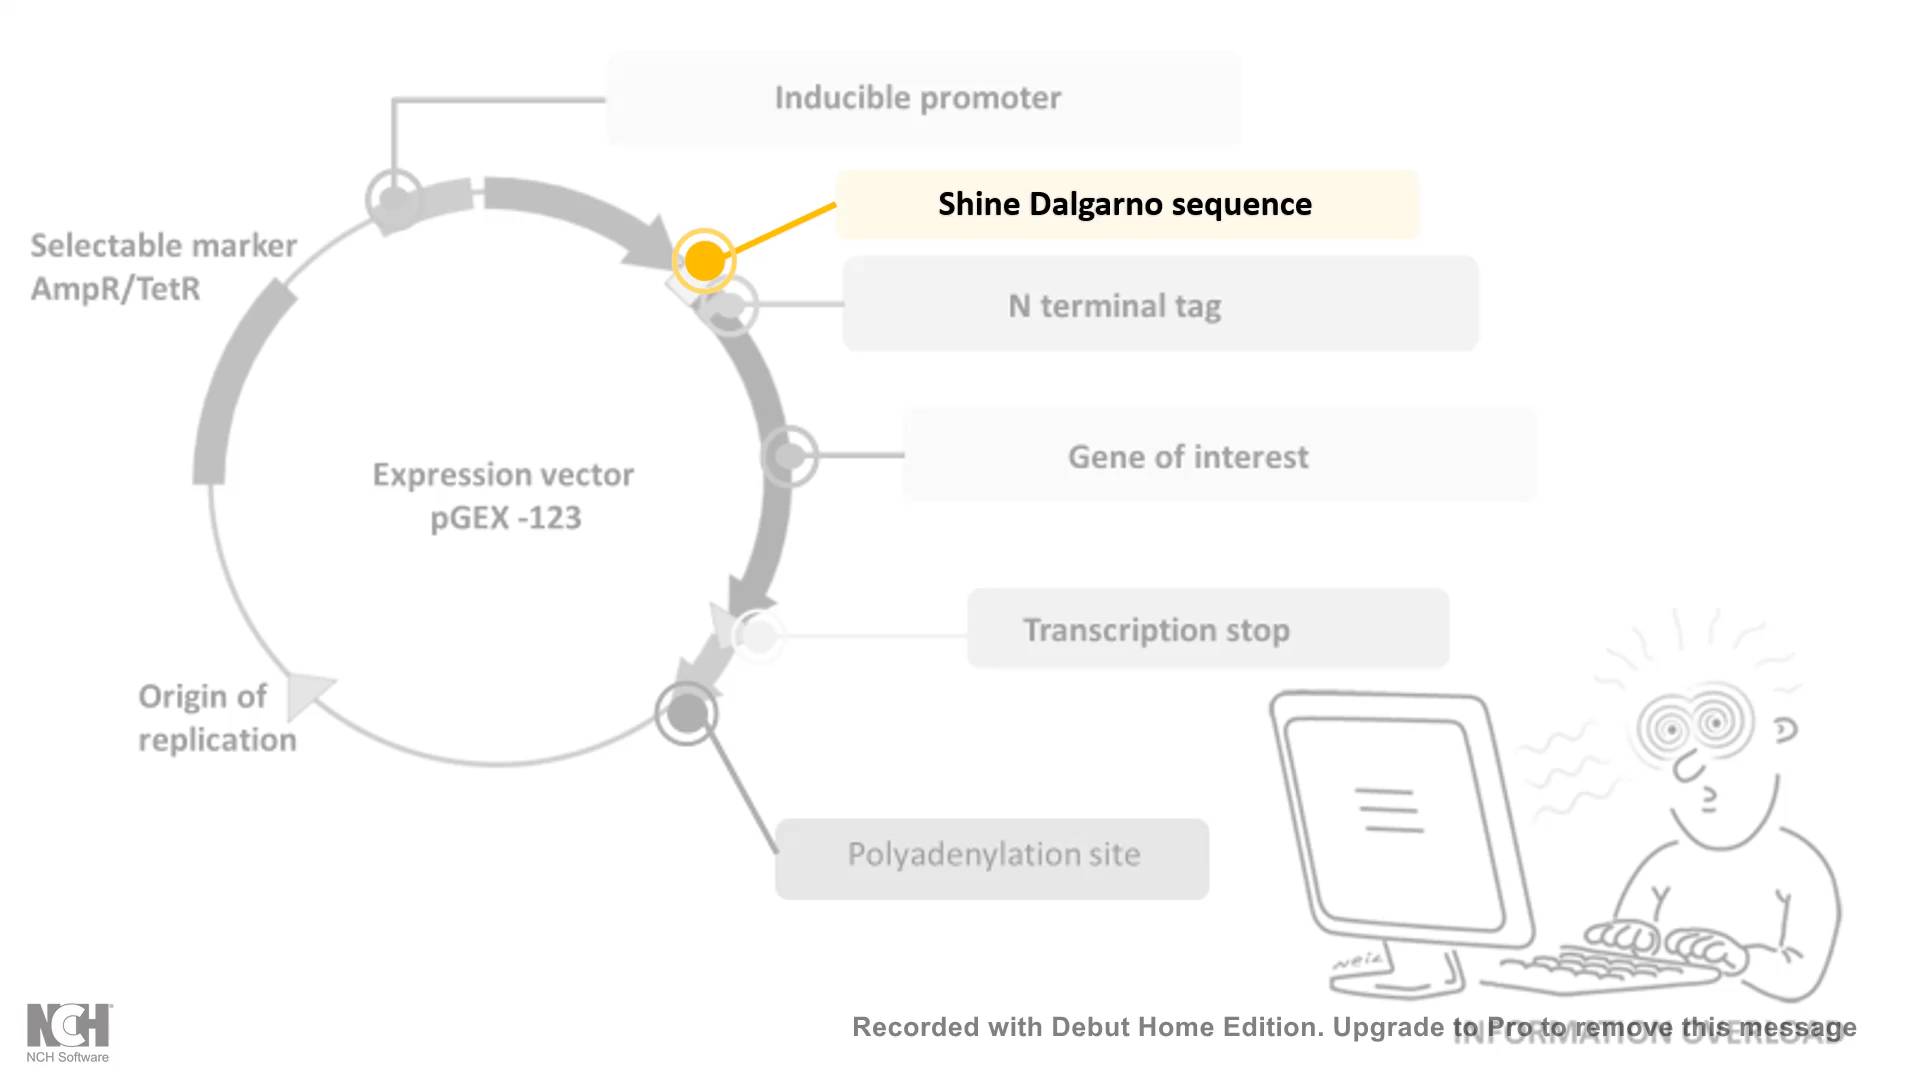 Inducible promoter
Shine Dalgarno sequence
Selectable marker
AmpR/TetR
N terminal tag
Gene of interest
Expression vector
pGEX -123
Transcription stop
Origin of
replication
Polyadenylation site
Neiz
NCH
NCH Software
Recorded with Debut Home Edition. Upgrade to Pro to remove this message
INFORMATION OVERLOAD